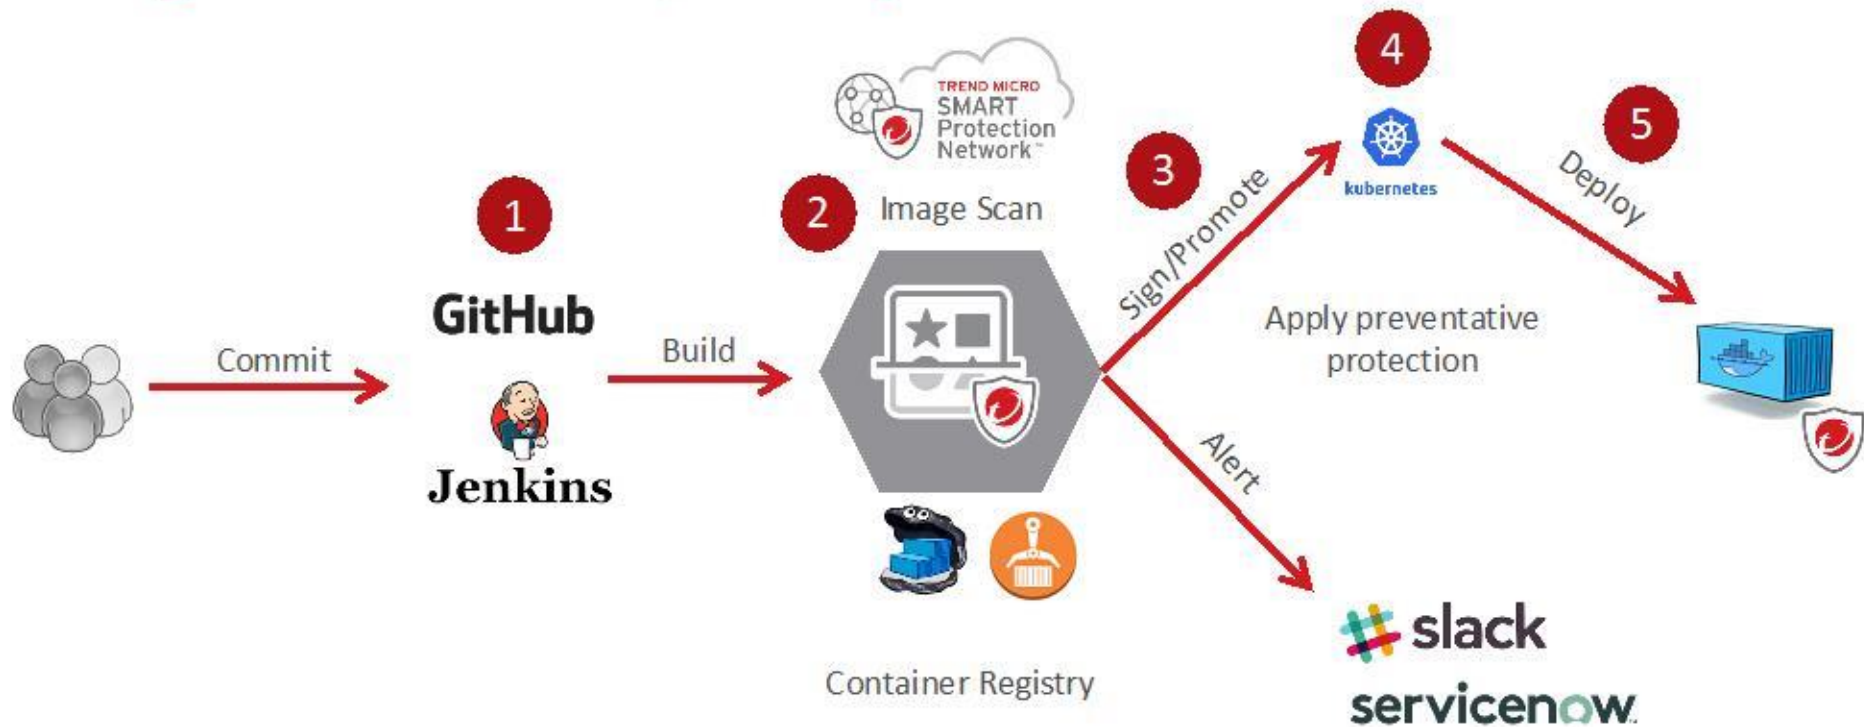 4
TREND MICRO
SMART
Protection
Network™
5
3
Deploy
kubernetes
1
2
Image Scan
Sign/Promote
GitHub
Apply preventative
protection
Commit
Build
Jenkins
Alert
slack
Container Registry
servicenow